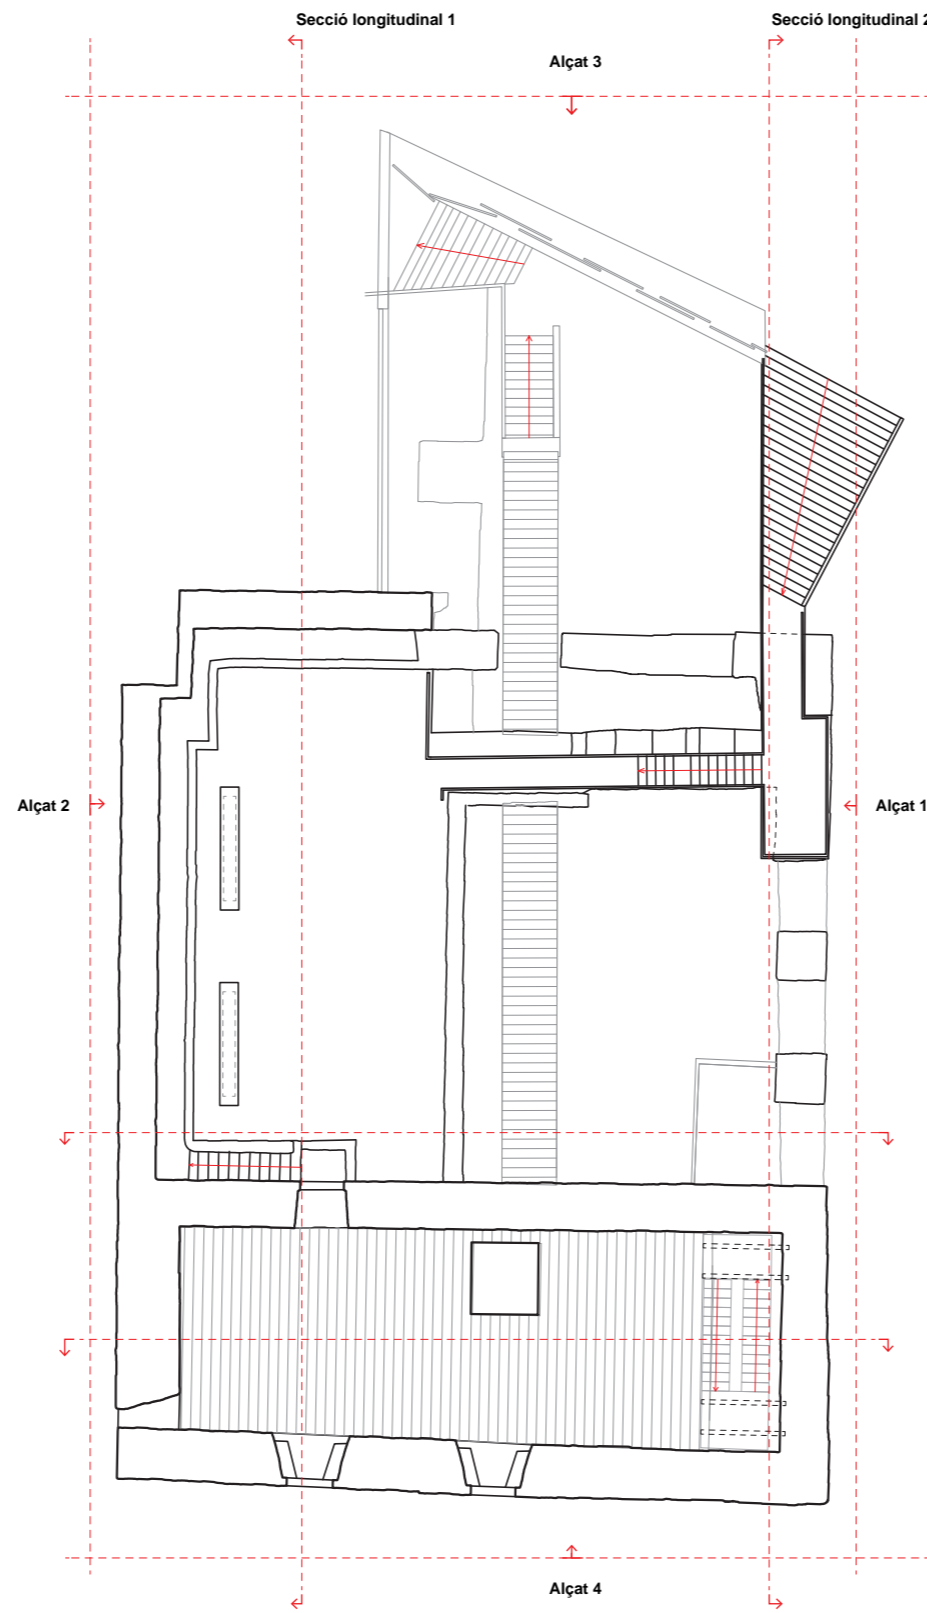 Secció longitudinal 1
Secció longitudinal 2
Alçat 3
Alçat 2
Alçat 1
Alçat 4